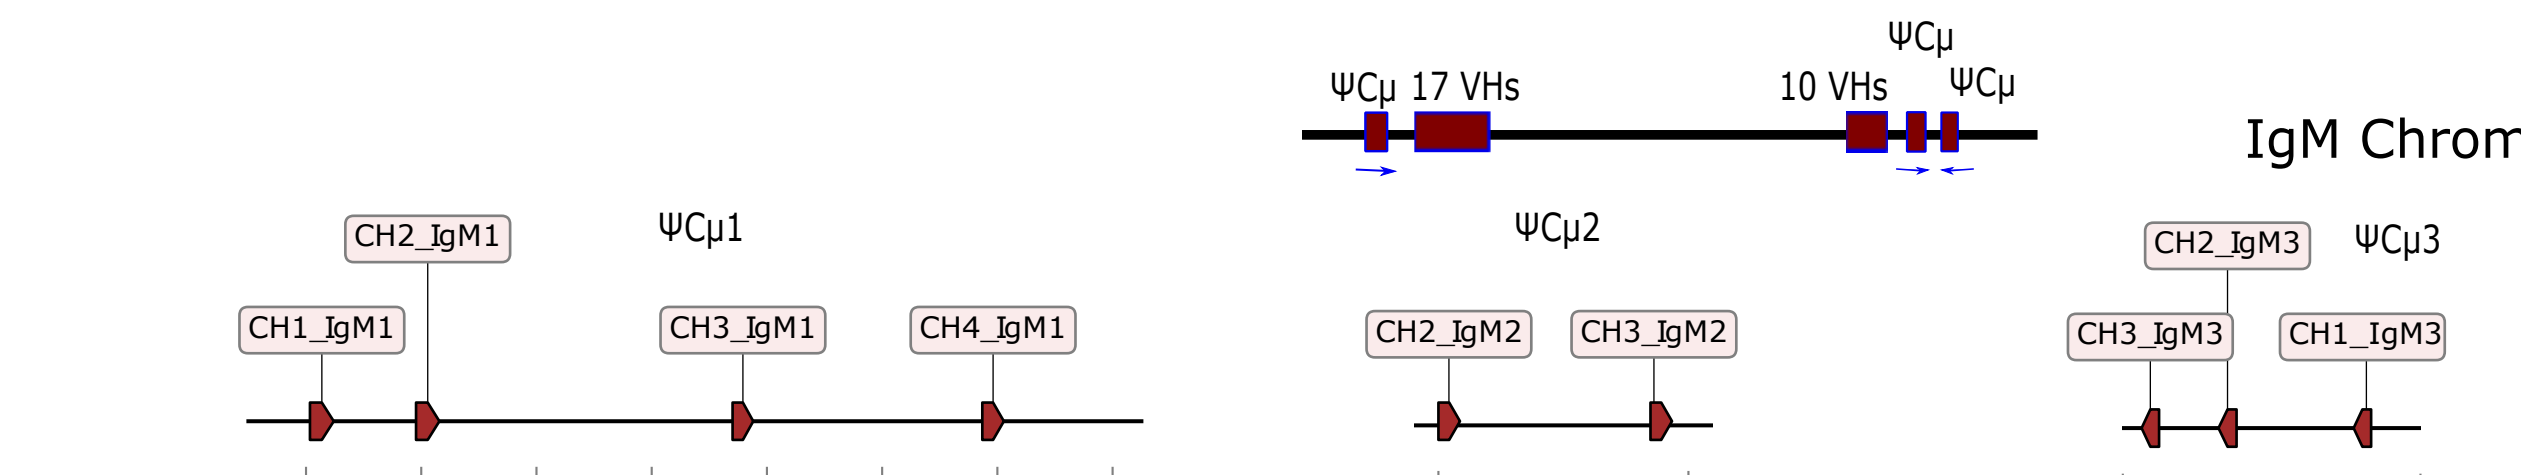 ΨCμ
ΨCμ 17 VHs 10 VHs ΨCμ
IgM Chrom
ΨCμ1 ΨCμ2 ΨCμ3
CH2_IgM1 CH2_IgM3
CH1_IgM1 CH3_IgM1 CH4_IgM1 CH2_IgM2 CH3_IgM2 CH3_IgM3 CH1_IgM3